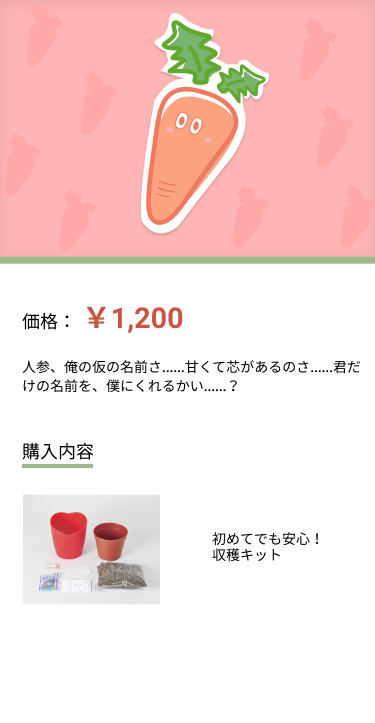 価格： ￥1,200
人参、俺の仮の名前さ……甘くて芯があるのさ……君だ
けの名前を、僕にくれるかい……？
購入内容
初めてでも安心！
収穫キット